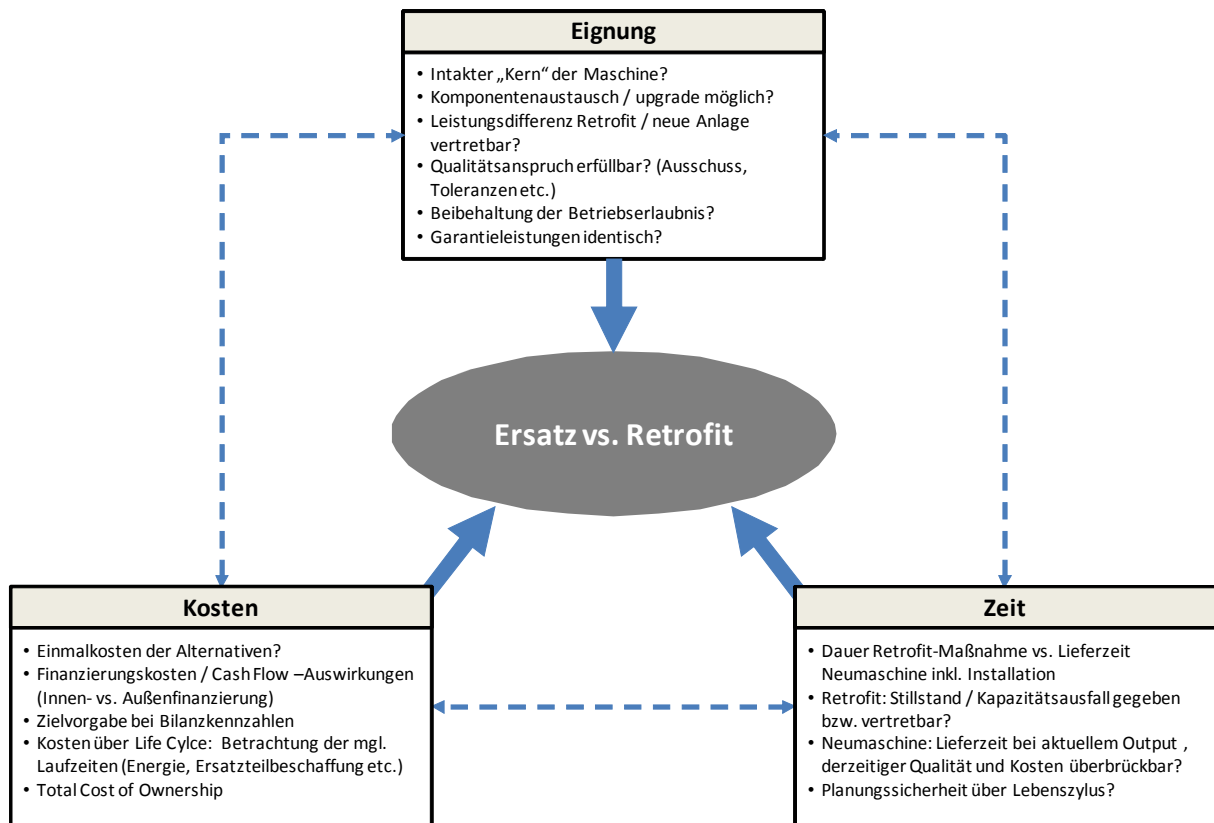 Eignung
• Intakter „Kern“ der Maschine?
• Komponentenaustausch / upgrade möglich?
• Leistungsdifferenz Retrofit / neue Anlage
vertretbar?
• Qualitätsanspruch erfüllbar? (Ausschuss,
Toleranzen etc.)
• Beibehaltung der Betriebserlaubnis?
• Garantieleistungen identisch?
Ersatz vs. Retrofit
Kosten
• Einmalkosten der Alternativen?
• Finanzierungskosten / Cash Flow –Auswirkungen
(Innen- vs. Außenfinanzierung)
• Zielvorgabe bei Bilanzkennzahlen
• Kosten über Life Cylce: Betrachtung der mgl.
Laufzeiten (Energie, Ersatzteilbeschaffung etc.)
• Total Cost of Ownership
Zeit
• Dauer Retrofit-Maßnahme vs. Lieferzeit
Neumaschine inkl. Installation
• Retrofit: Stillstand / Kapazitätsausfall gegeben
bzw. vertretbar?
• Neumaschine: Lieferzeit bei aktuellem Output ,
derzeitiger Qualität und Kosten überbrückbar?
• Planungssicherheit über Lebenszylus?